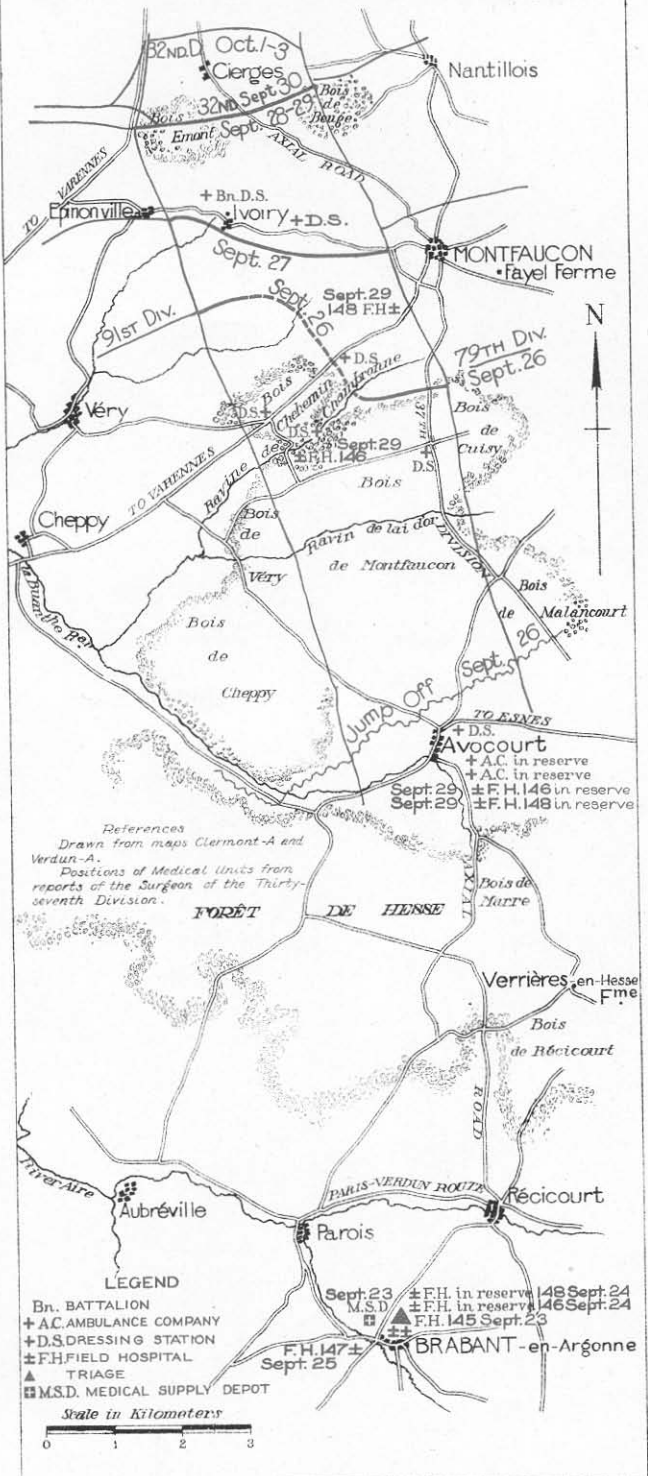 32ND.D. Oct.1-3
Cierges
Nantillois
32ND Sept. 30
Bois de Bouge
Bois Emont
Sept. 28-29
AXIAL ROAD
TO VARENNES
+ Bn.D.S.
Epinonville
Ivoiry
+D.S.
Sept. 27
MONTFAUCON
Fayel Ferme
Sept. 29
148 F.H±
Sept. 26
91ST DIV.
N
+ D.S.
79TH DIV.
Sept. 26
Véry
Bois
Chehemin
D.S.+
D.S.
Ravine de Chambronne
Sept.29
±F.H. 146
37TH DIVISION
Bois de Cuisy
+
D.S.
TO VARENNES
Cheppy
Bois de Véry
Bois de Montfaucon
Ravin de lai d'or
la Buanthe Rau
Bois de Malancourt
Bois
de
Cheppy
Jump Off Sept. 26
TO ESNES
+ D.S.
Avocourt
+ A.C. in reserve
+ A.C. in reserve
Sept.29 ± F.H.146 in reserve
Sept.29 ± F.H.148 in reserve
References
Drawn from maps Clermont-A and
Verdun-A.
Positions of Medical Units from
reports of the Surgeon of the Thirty-
seventh Division.
AXIAL ROAD
Bois de
Marre
FORÊT DE HESSE
Verrières-en-Hesse
Fme
Bois
de Récicourt
River Aire
Aubréville
PARIS-VERDUN ROUTE
Récicourt
Parois
Sept.23
M.S.D.
± F.H. in reserve 148 Sept.24
± F.H. in reserve 146 Sept.24
F.H. 145 Sept.23
F.H.147±
Sept. 25
BRABANT-en-Argonne
LEGEND
Bn. BATTALION
+ A.C. AMBULANCE COMPANY
+ D.S. DRESSING STATION
± F.H. FIELD HOSPITAL
TRIAGE
M.S.D. MEDICAL SUPPLY DEPOT
Scale in Kilometers
0 1 2 3